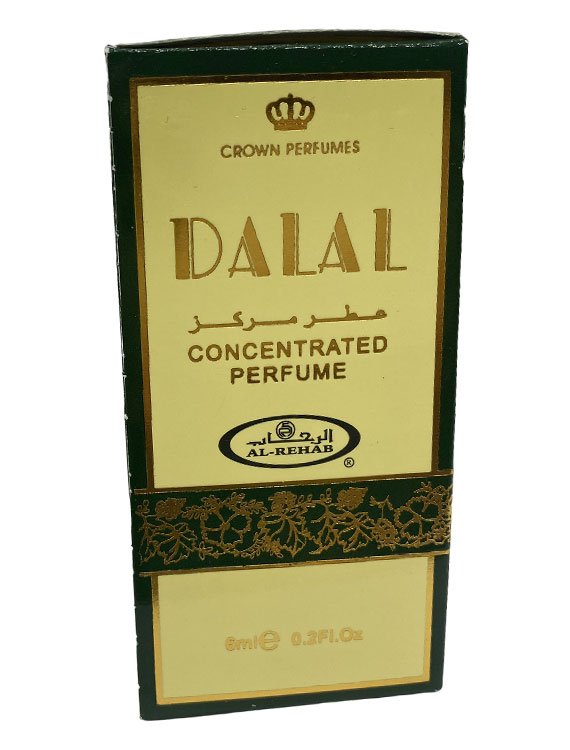 CROWN PERFUMES
DALAL
عطر مركز
CONCENTRATED
PERFUME
الرحاب
AL-REHAB
®
6ml℮ 0.2Fl.Oz